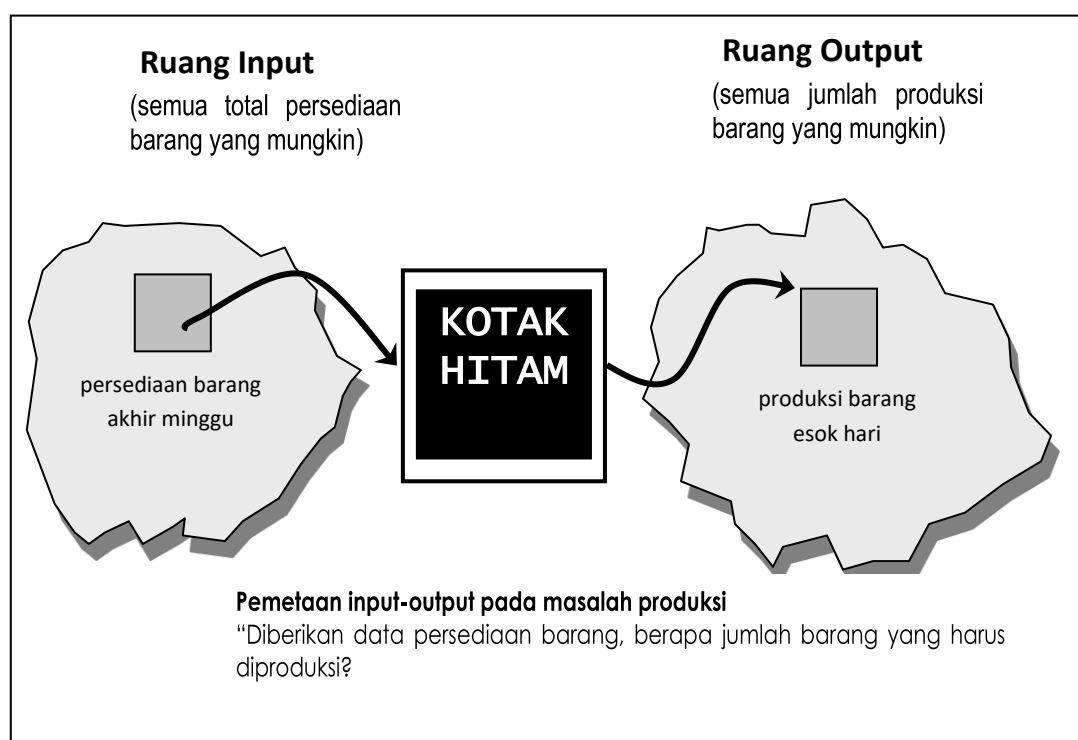 Ruang Input
(semua total persediaan
barang yang mungkin)
Ruang Output
(semua jumlah produksi
barang yang mungkin)
persediaan barang
akhir minggu
KOTAK
HITAM
produksi barang
esok hari
Pemetaan input-output pada masalah produksi
“Diberikan data persediaan barang, berapa jumlah barang yang harus
diproduksi?